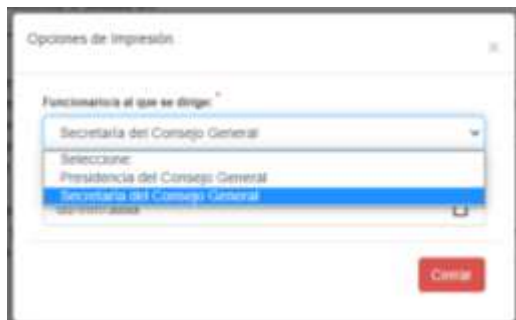 Opciones de Impresión
×
Funcionario/a al que se dirige: *
Secretaría del Consejo General
Seleccione
Presidencia del Consejo General
Secretaría del Consejo General
Cerrar